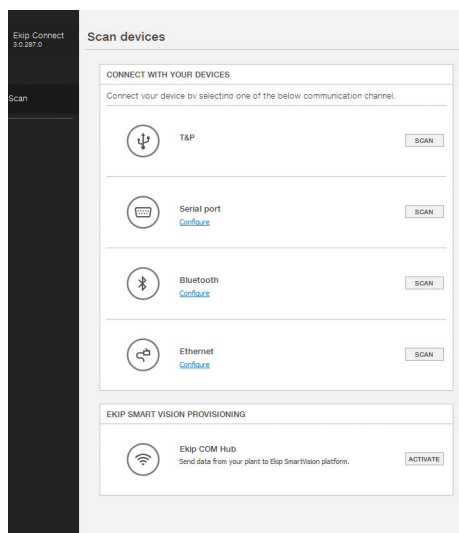 Ekip Connect
3.0.287.0
Scan devices
Scan
CONNECT WITH YOUR DEVICES
Connect your device by selecting one of the below communication channel.
T&P
SCAN
Serial port
Configure
SCAN
Bluetooth
Configure
SCAN
Ethernet
Configure
SCAN
EKIP SMART VISION PROVISIONING
Ekip COM Hub
Send data from your plant to Ekip SmartVision platform.
ACTIVATE